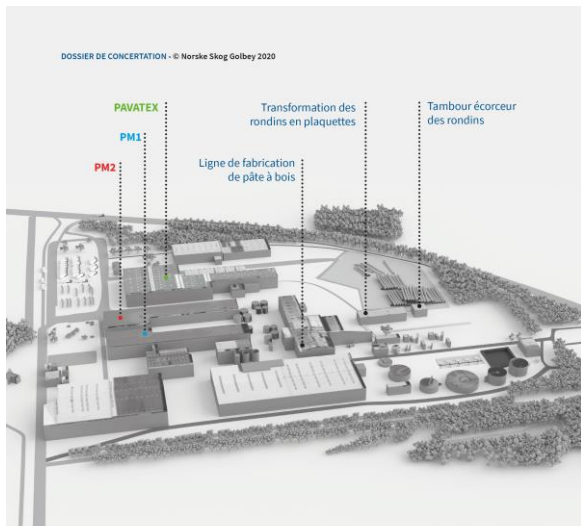 DOSSIER DE CONCERTATION - © Norske Skog Golbey 2020
PAVATEX
PM1
PM2
Transformation des
rondins en plaquettes
Tambour écorceur
des rondins
Ligne de fabrication
de pâte à bois